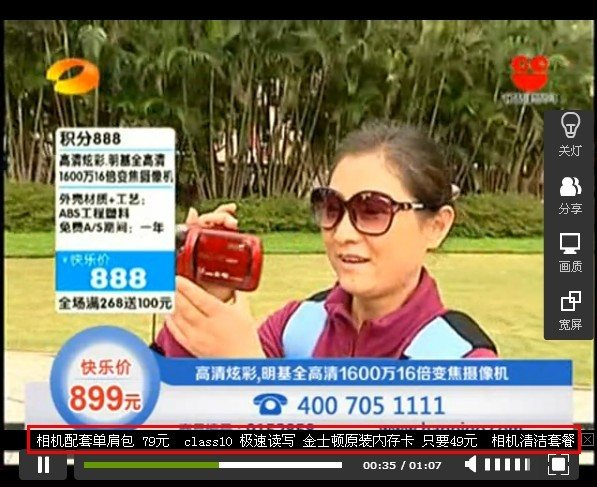 积分888
高清炫彩,明基全高清
1600万16倍变焦摄像机
外壳材质+工艺:
ABS工程塑料
免费A/S期间: 一年
￥快乐价
888
全场满268送100元
关灯
分享
画质
宽屏
快乐价
899元
高清炫彩,明基全高清1600万16倍变焦摄像机
400 705 1111
相机配套单肩包 79元 class10 极速读写 金士顿原装内存卡 只要49元 相机清洁套餐
00:35 / 01:07